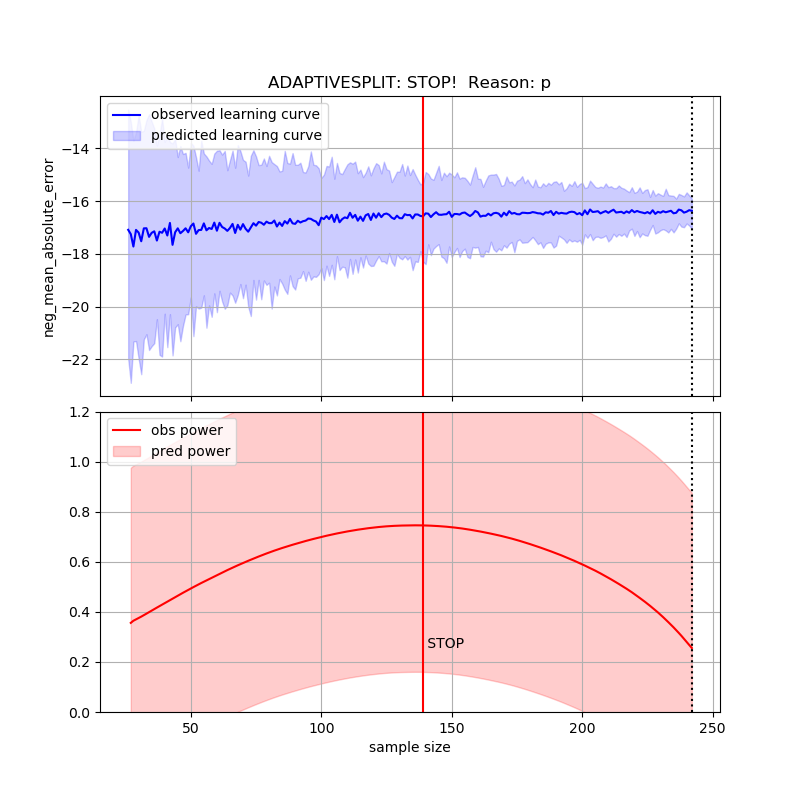 ADAPTIVESPLIT: STOP!  Reason: p
observed learning curve
predicted learning curve
neg_mean_absolute_error
−14
−16
−18
−20
−22
obs power
pred power
1.2
1.0
0.8
0.6
0.4
0.2
0.0
STOP
50
100
150
200
250
sample size